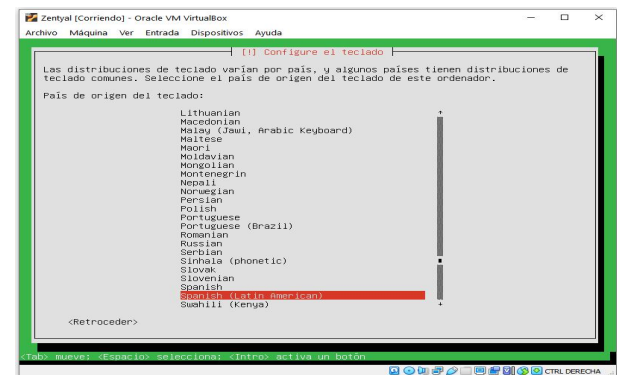 Zentyal [Corriendo] - Oracle VM VirtualBox
Archivo Máquina Ver Entrada Dispositivos Ayuda
[!] Configure el teclado
Las distribuciones de teclado varían por país, y algunos países tienen distribuciones de
teclado comunes. Seleccione el país de origen del teclado de este ordenador.
País de origen del teclado:
Lithuanian
Macedonian
Malay (Jawi, Arabic Keyboard)
Maltese
Maori
Moldavian
Mongolian
Montenegrin
Nepali
Norwegian
Persian
Polish
Portuguese
Portuguese (Brazil)
Romanian
Russian
Serbian
Sinhala (phonetic)
Slovak
Slovenian
Spanish
Spanish (Latin American)
Swahili (Kenya)
<Retroceder>
<Tab> mueve; <Espacio> selecciona; <Intro> activa un botón
CTRL DERECHA